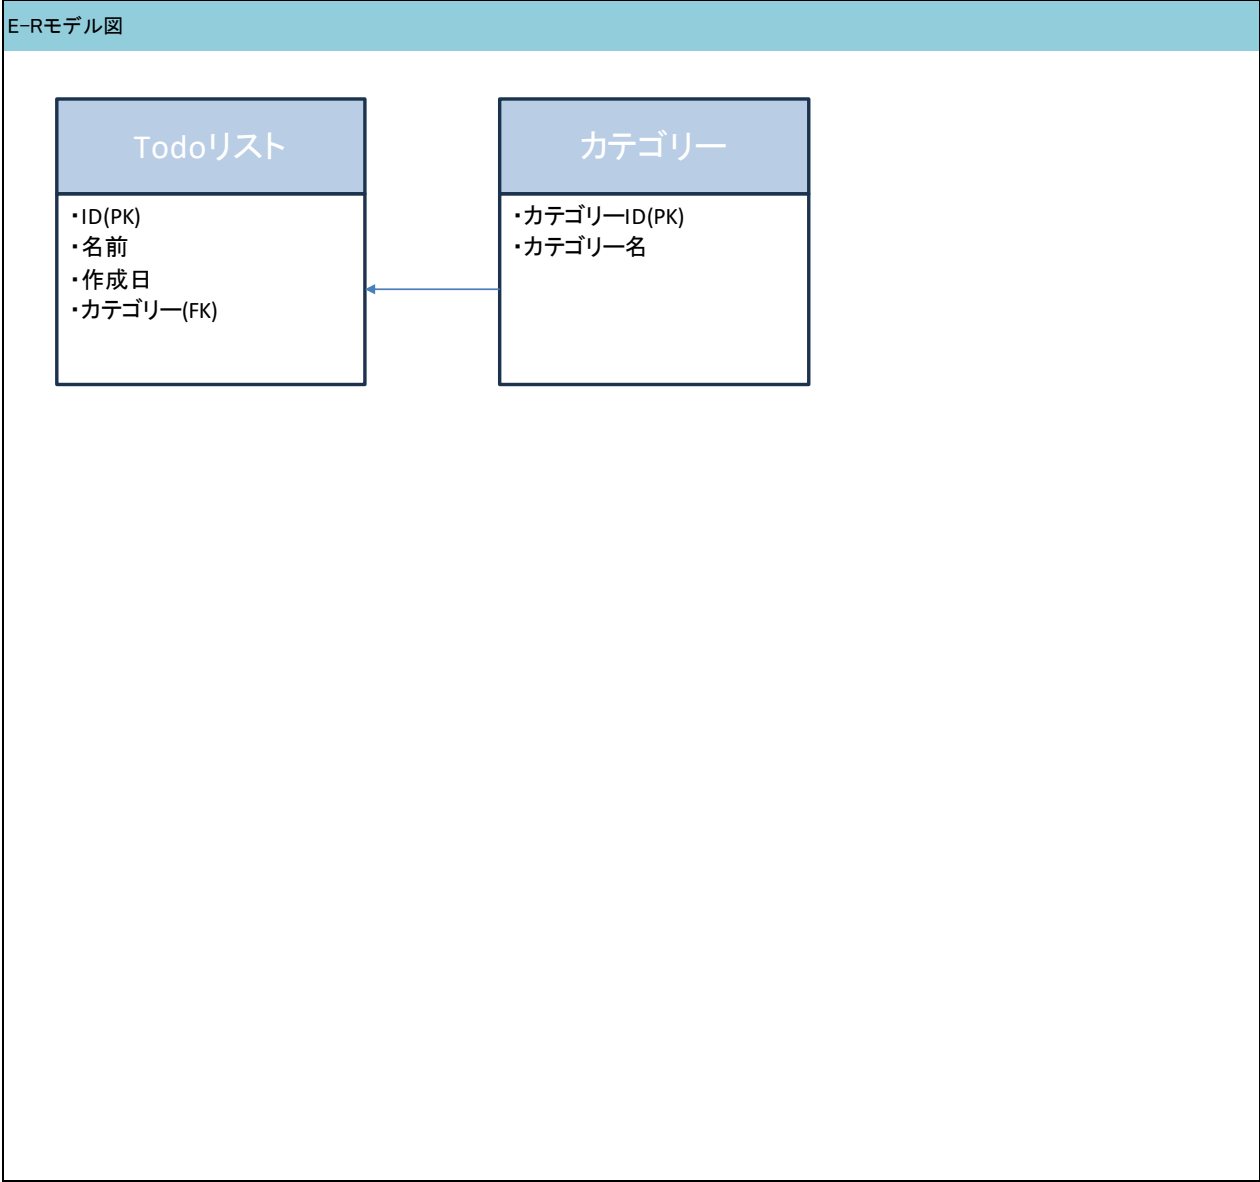 E-Rモデル図
Todoリスト
・ID(PK)
・名前
・作成日
・カテゴリー(FK)
カテゴリー
・カテゴリーID(PK)
・カテゴリー名